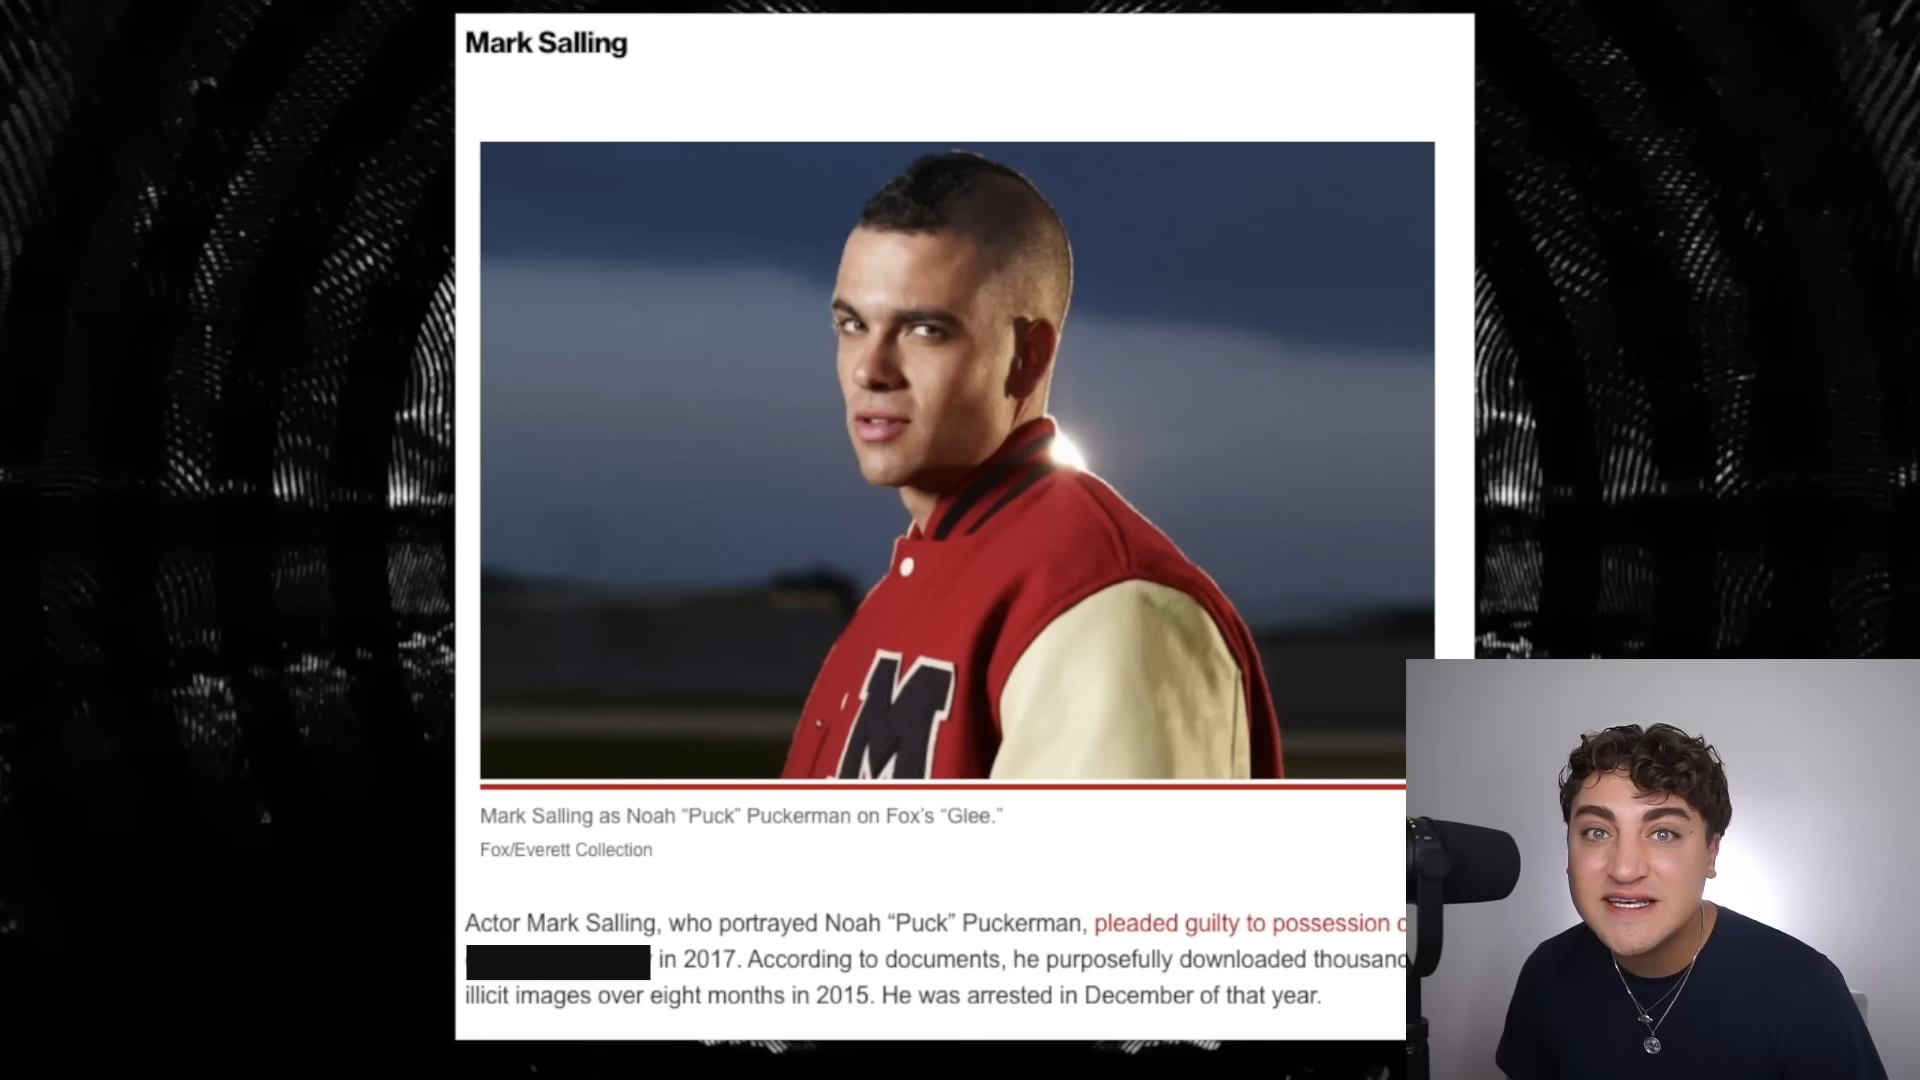 Mark Salling
M
Mark Salling as Noah “Puck” Puckerman on Fox’s “Glee.”
Fox/Everett Collection
Actor Mark Salling, who portrayed Noah “Puck” Puckerman, pleaded guilty to possession
in 2017. According to documents, he purposefully downloaded
illicit images over eight months in 2015. He was arrested in December of that year.